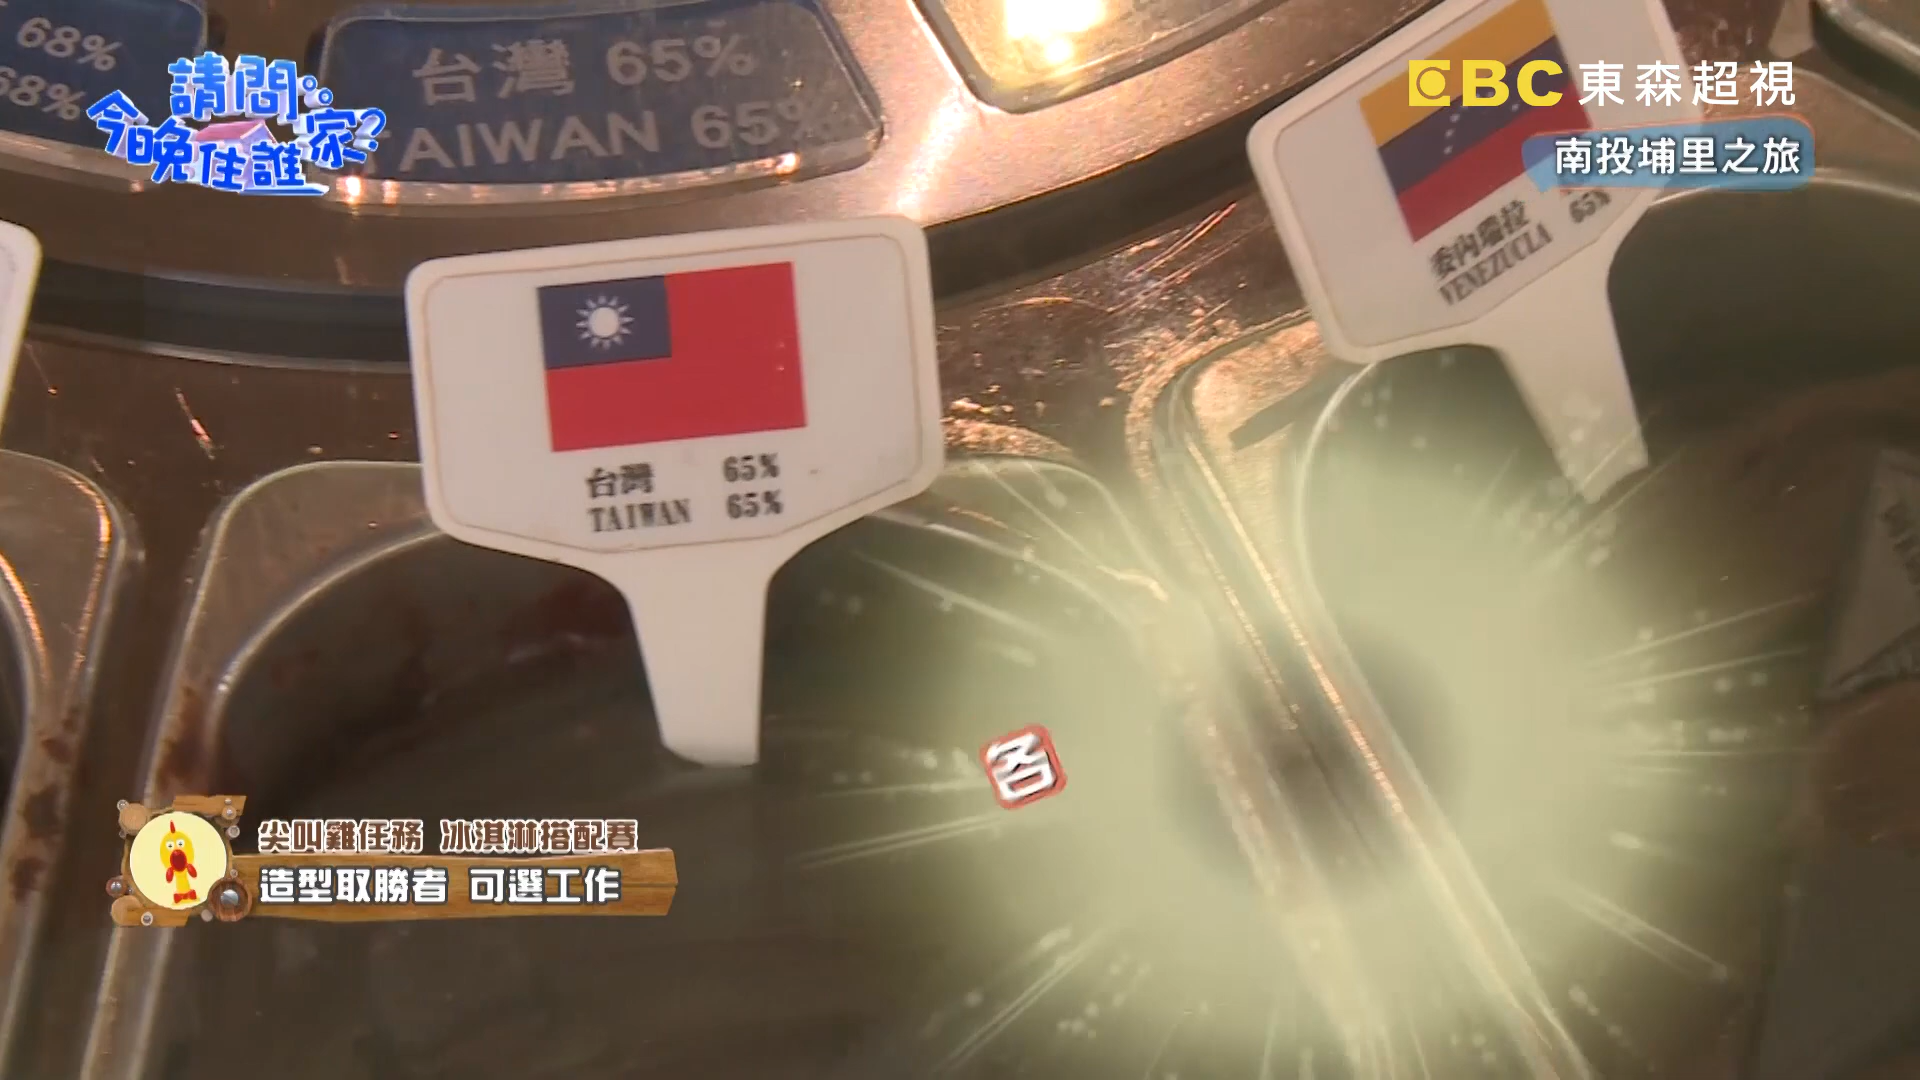 68%
68%
台灣 65%
TAIWAN 65%
請問
今晚住誰家?
EBC 東森超視
南投埔里之旅
委內瑞拉 65%
VENEZUCLA
台灣 65%
TAIWAN 65%
各
尖叫雞任務 冰淇淋搭配賽
造型取勝者 可選工作